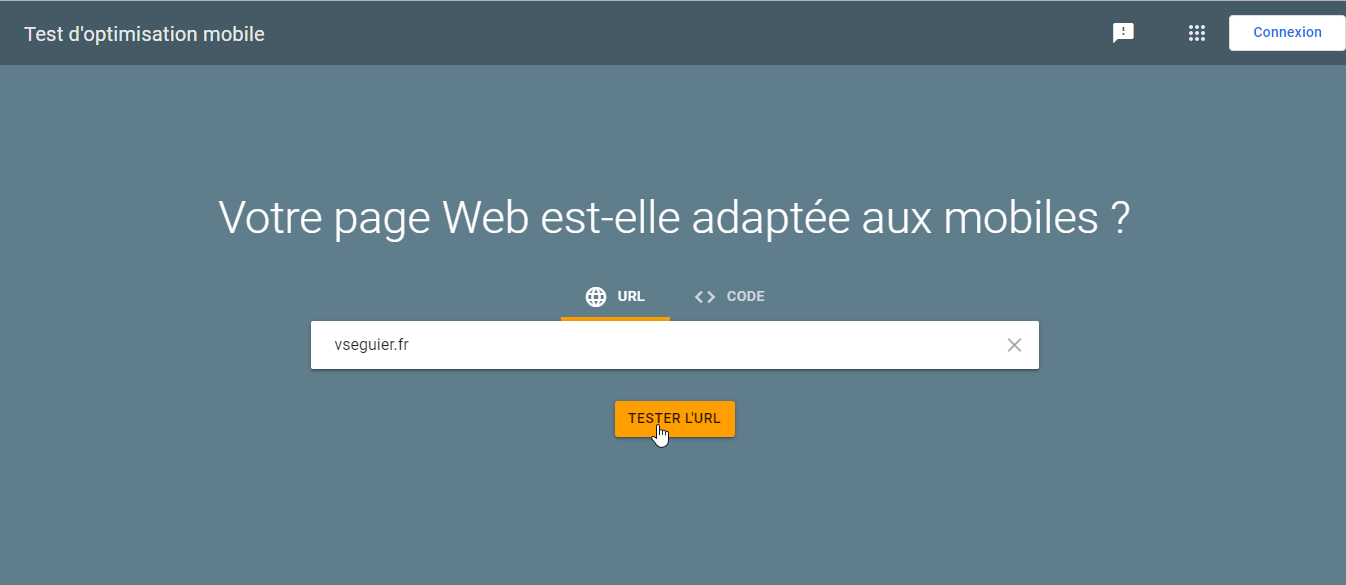 Test d'optimisation mobile
Connexion
Votre page Web est-elle adaptée aux mobiles ?
URL
CODE
vseguier.fr
TESTER L'URL